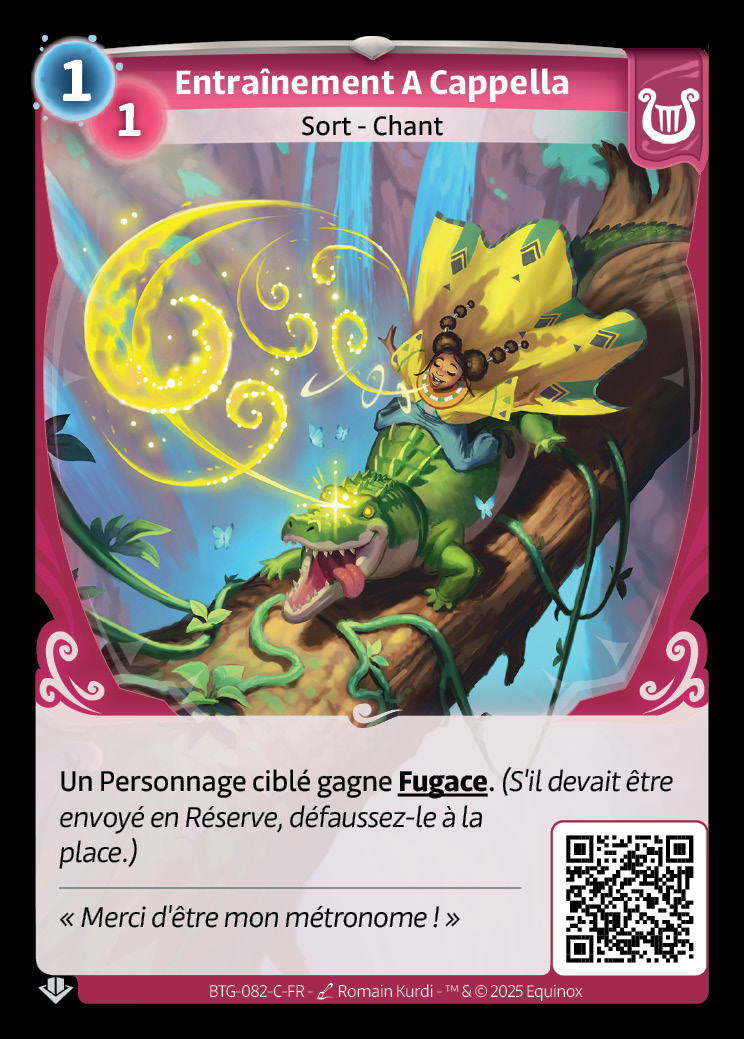 1
Entraînement A Cappella
1
Sort - Chant
Un Personnage ciblé gagne Fugace. (S'il devait être
envoyé en Réserve, défaussez-le à la
place.)
« Merci d'être mon métronome ! »
BTG-082-C-FR - Romain Kurdi - ™ & © 2025 Equinox